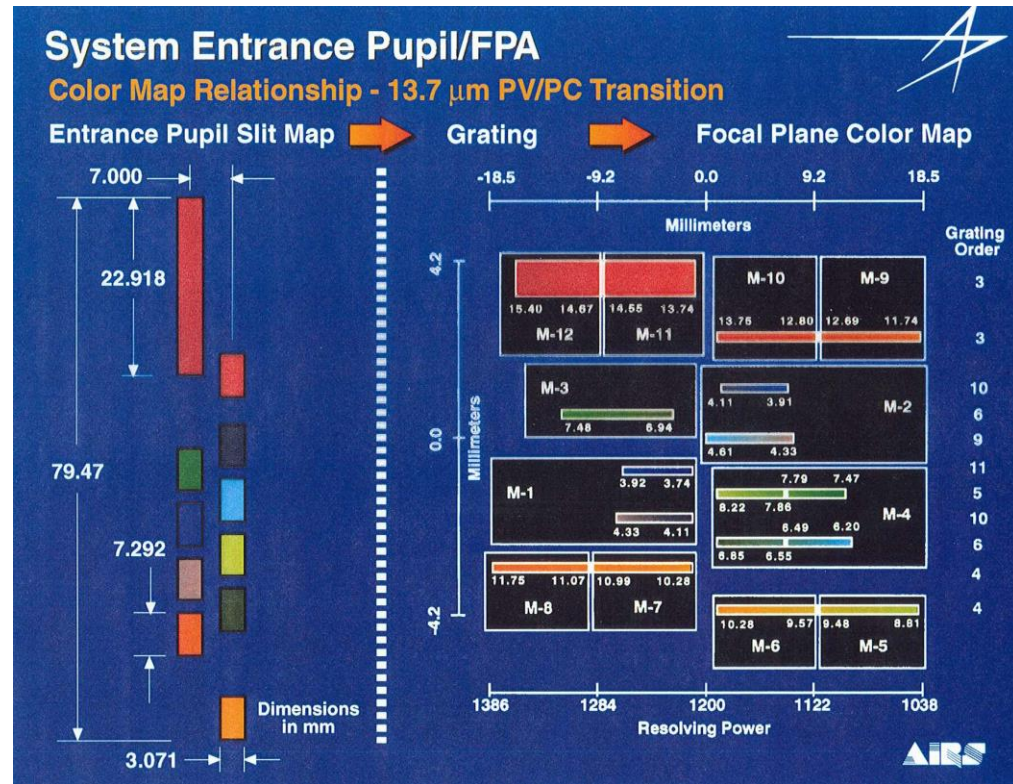 System Entrance Pupil/FPA
Color Map Relationship - 13.7 μm PV/PC Transition
Entrance Pupil Slit Map
Grating
Focal Plane Color Map
7.000
22.918
79.47
7.292
3.071
Dimensions
in mm
-18.5 -9.2 0.0 9.2 18.5
Millimeters
Grating
Order
4.2
0.0
-4.2
Millimeters
15.40 14.67 14.55 13.74
M-12 M-11
M-10 M-9
13.75 12.80 12.69 11.74
3
3
M-3
7.48 6.94
4.11 3.91
M-2
4.61 4.33
10
6
9
M-1
3.92 3.74
4.33 4.11
7.79 7.47
8.22 7.86
M-4
6.49 6.20
6.85 6.55
11
5
10
6
11.75 11.07 10.99 10.28
M-8 M-7
4
4
10.28 9.57 9.48 8.81
M-6 M-5
1386 1284 1200 1122 1038
Resolving Power
AIRS